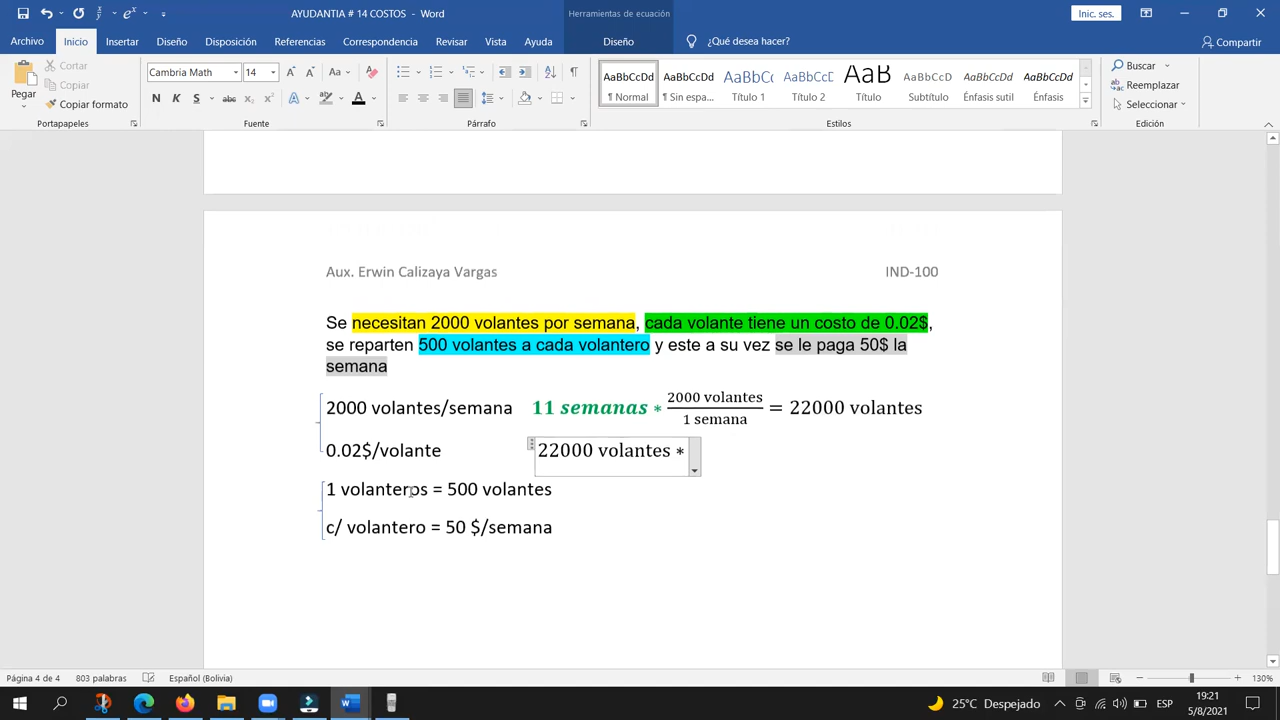 AYUDANTIA # 14 COSTOS - Word
Herramientas de ecuación
Inic. ses.
Archivo Inicio Insertar Diseño Disposición Referencias Correspondencia Revisar Vista Ayuda Diseño ¿Qué desea hacer? Compartir
Pegar
Cortar
Copiar
Copiar formato
Portapapeles
Cambria Math 14
Aa
N K S abc x₂ x²
Fuente
Párrafo
AaBbCcDd AaBbCcDd AaBbCc AaBbCcD AaB AaBbCcD AaBbCcDd AaBbCcDd
¶ Normal ¶ Sin espa... Título 1 Título 2 Título Subtítulo Énfasis sutil Énfasis
Estilos
Buscar
Reemplazar
Seleccionar
Edición
Aux. Erwin Calizaya Vargas IND-100
Se necesitan 2000 volantes por semana, cada volante tiene un costo de 0.02$,
se reparten 500 volantes a cada volantero y este a su vez se le paga 50$ la
semana
2000 volantes/semana 11 semanas * 2000 volantes / 1 semana = 22000 volantes
0.02$/volante 22000 volantes *
1 volanteros = 500 volantes
c/ volantero = 50 $/semana
Página 4 de 4 803 palabras Español (Bolivia) 130%
25°C Despejado ESP 19:21
5/8/2021